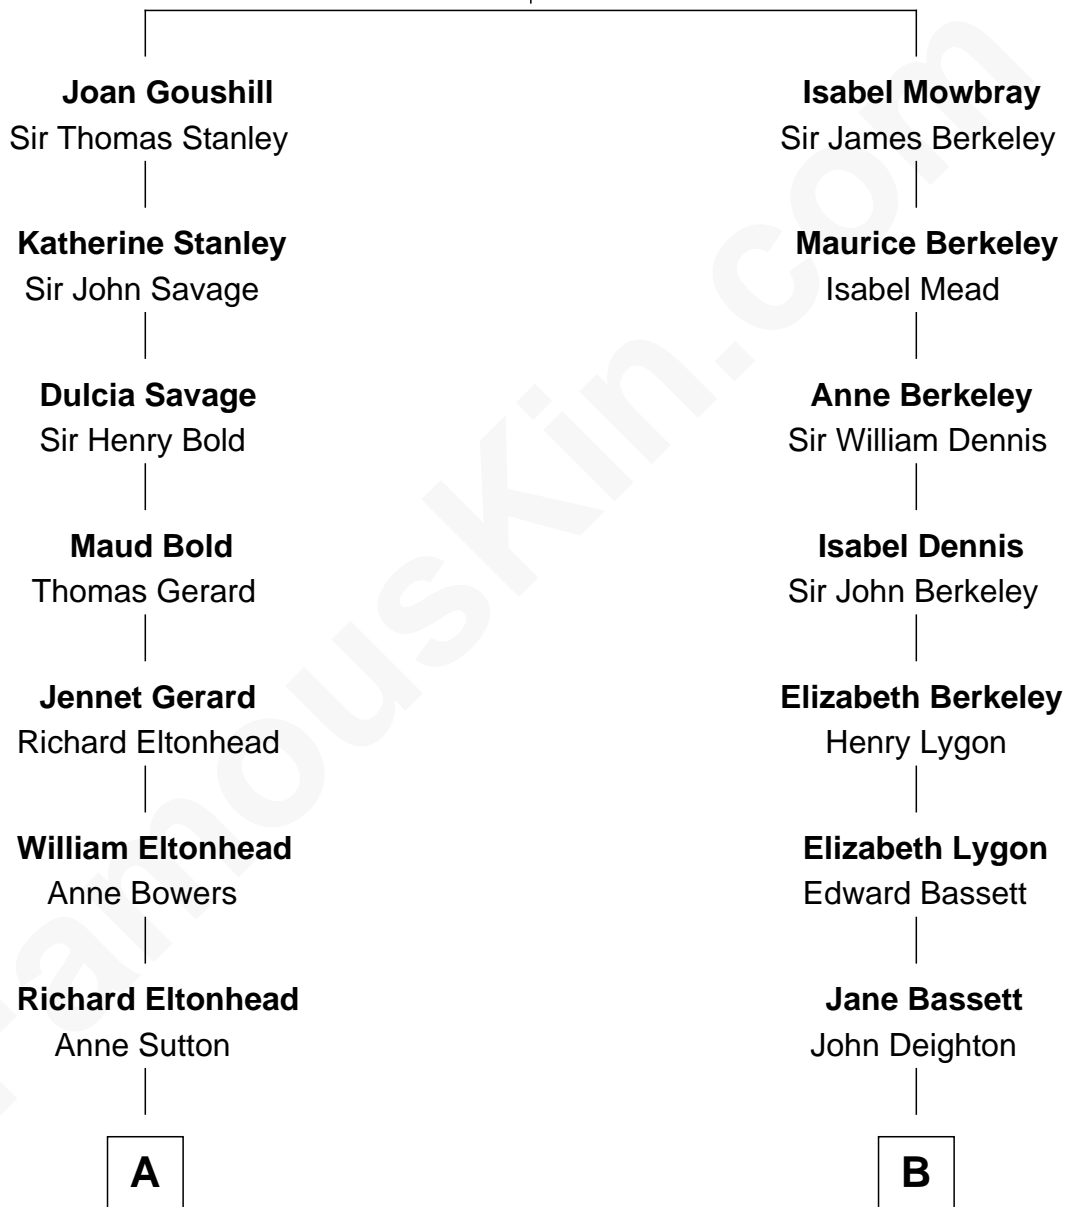 Joan Goushill
Sir Thomas Stanley
Katherine Stanley
Sir John Savage
Dulcia Savage
Sir Henry Bold
Maud Bold
Thomas Gerard
Jennet Gerard
Richard Eltonhead
William Eltonhead
Anne Bowers
Richard Eltonhead
Anne Sutton
A
Isabel Mowbray
Sir James Berkeley
Maurice Berkeley
Isabel Mead
Anne Berkeley
Sir William Dennis
Isabel Dennis
Sir John Berkeley
Elizabeth Berkeley
Henry Lygon
Elizabeth Lygon
Edward Bassett
Jane Bassett
John Deighton
B
FamousKin.com